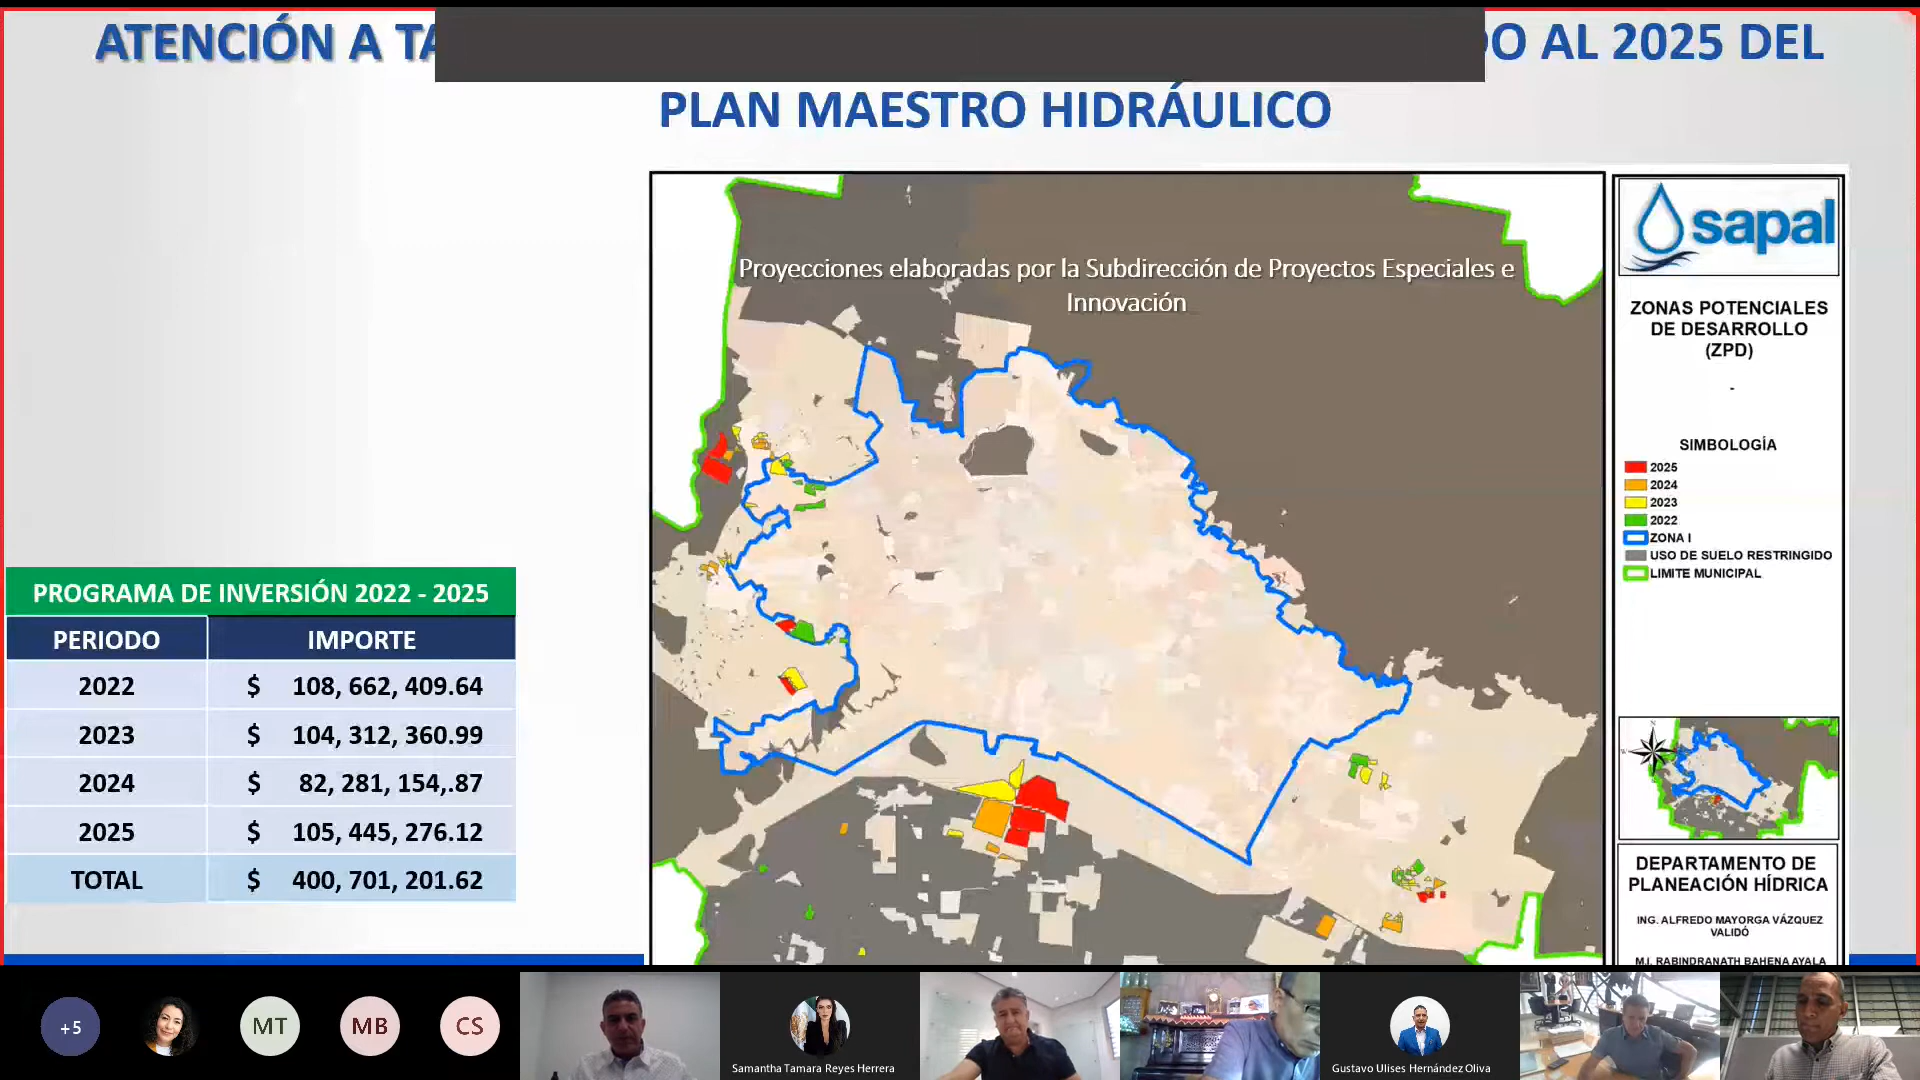 ATENCIÓN A
DO AL 2025 DEL
PLAN MAESTRO HIDRÁULICO
Proyecciones elaboradas por la Subdirección de Proyectos Especiales e
Innovación
sapal
ZONAS POTENCIALES
DE DESARROLLO
(ZPD)
-
SIMBOLOGÍA
2025
2024
2023
2022
ZONA I
USO DE SUELO RESTRINGIDO
LIMITE MUNICIPAL
N
W
DEPARTAMENTO DE
PLANEACIÓN HÍDRICA
ING. ALFREDO MAYORGA VÁZQUEZ
VALIDÓ
M.I. RABINDRANATH BAHENA AYALA
PROGRAMA DE INVERSIÓN 2022 - 2025
PERIODO IMPORTE
2022 $ 108, 662, 409.64
2023 $ 104, 312, 360.99
2024 $ 82, 281, 154,.87
2025 $ 105, 445, 276.12
TOTAL $ 400, 701, 201.62
+5
MT
MB
CS
Samantha Tamara Reyes Herrera
Gustavo Ulises Hernández Oliva